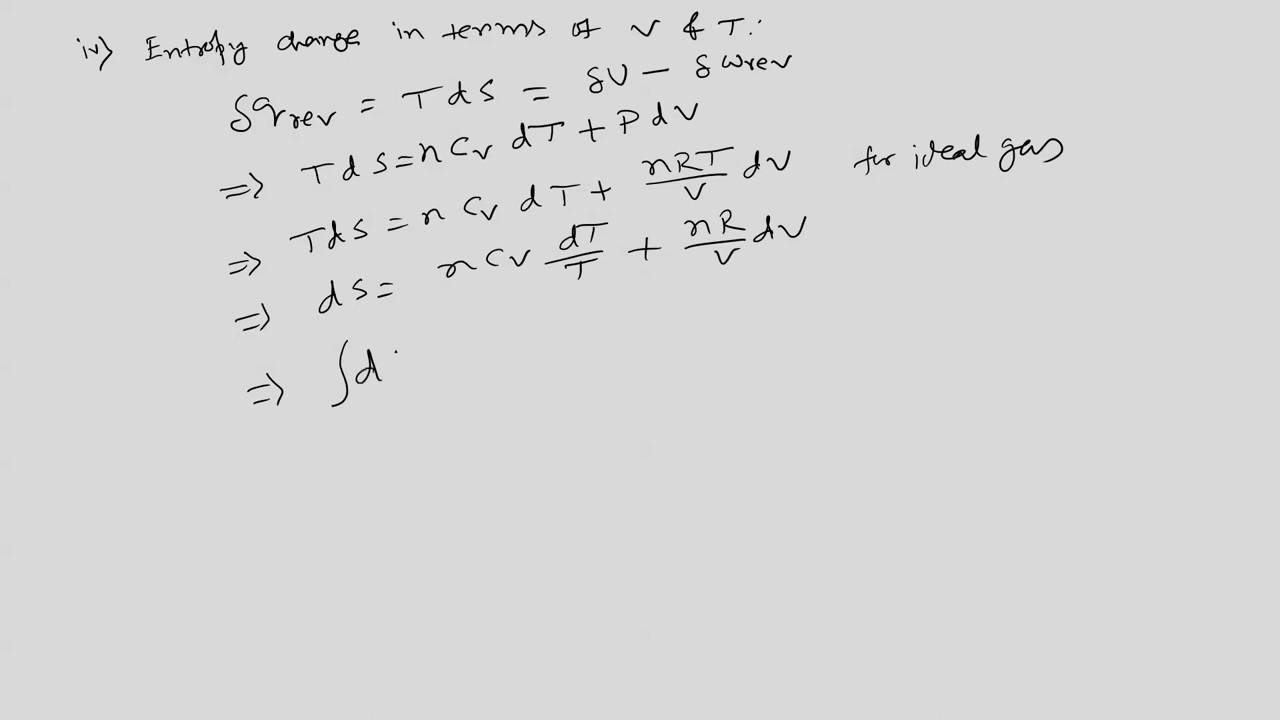 iv) Entropy change in terms of V & T:
δqrev = TdS = δU − δWrev
⇒ TdS = nCv dT + PdV
⇒ TdS = nCv dT + nRT/V dV for ideal gas
⇒ dS = nCv dT/T + nR/V dV
⇒ ∫d